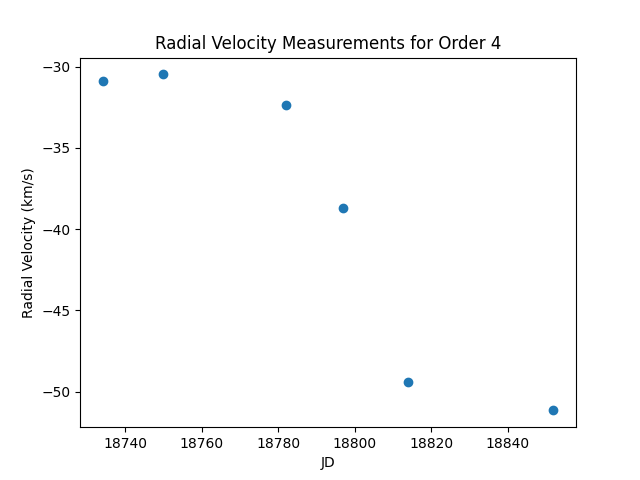 Radial Velocity Measurements for Order 4
−30
−35
−40
−45
−50
Radial Velocity (km/s)
18740 18760 18780 18800 18820 18840
JD